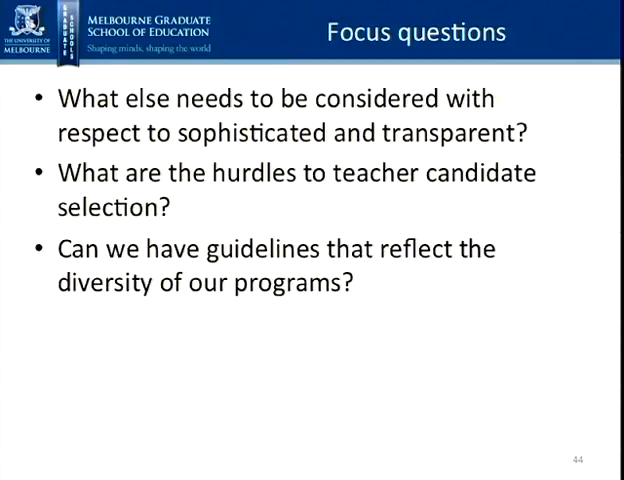 THE UNIVERSITY OF
MELBOURNE
GRADUATE
SCHOOLS
MELBOURNE GRADUATE
SCHOOL OF EDUCATION
Shaping minds, shaping the world
Focus questions
• What else needs to be considered with
respect to sophisticated and transparent?
• What are the hurdles to teacher candidate
selection?
• Can we have guidelines that reflect the
diversity of our programs?
44